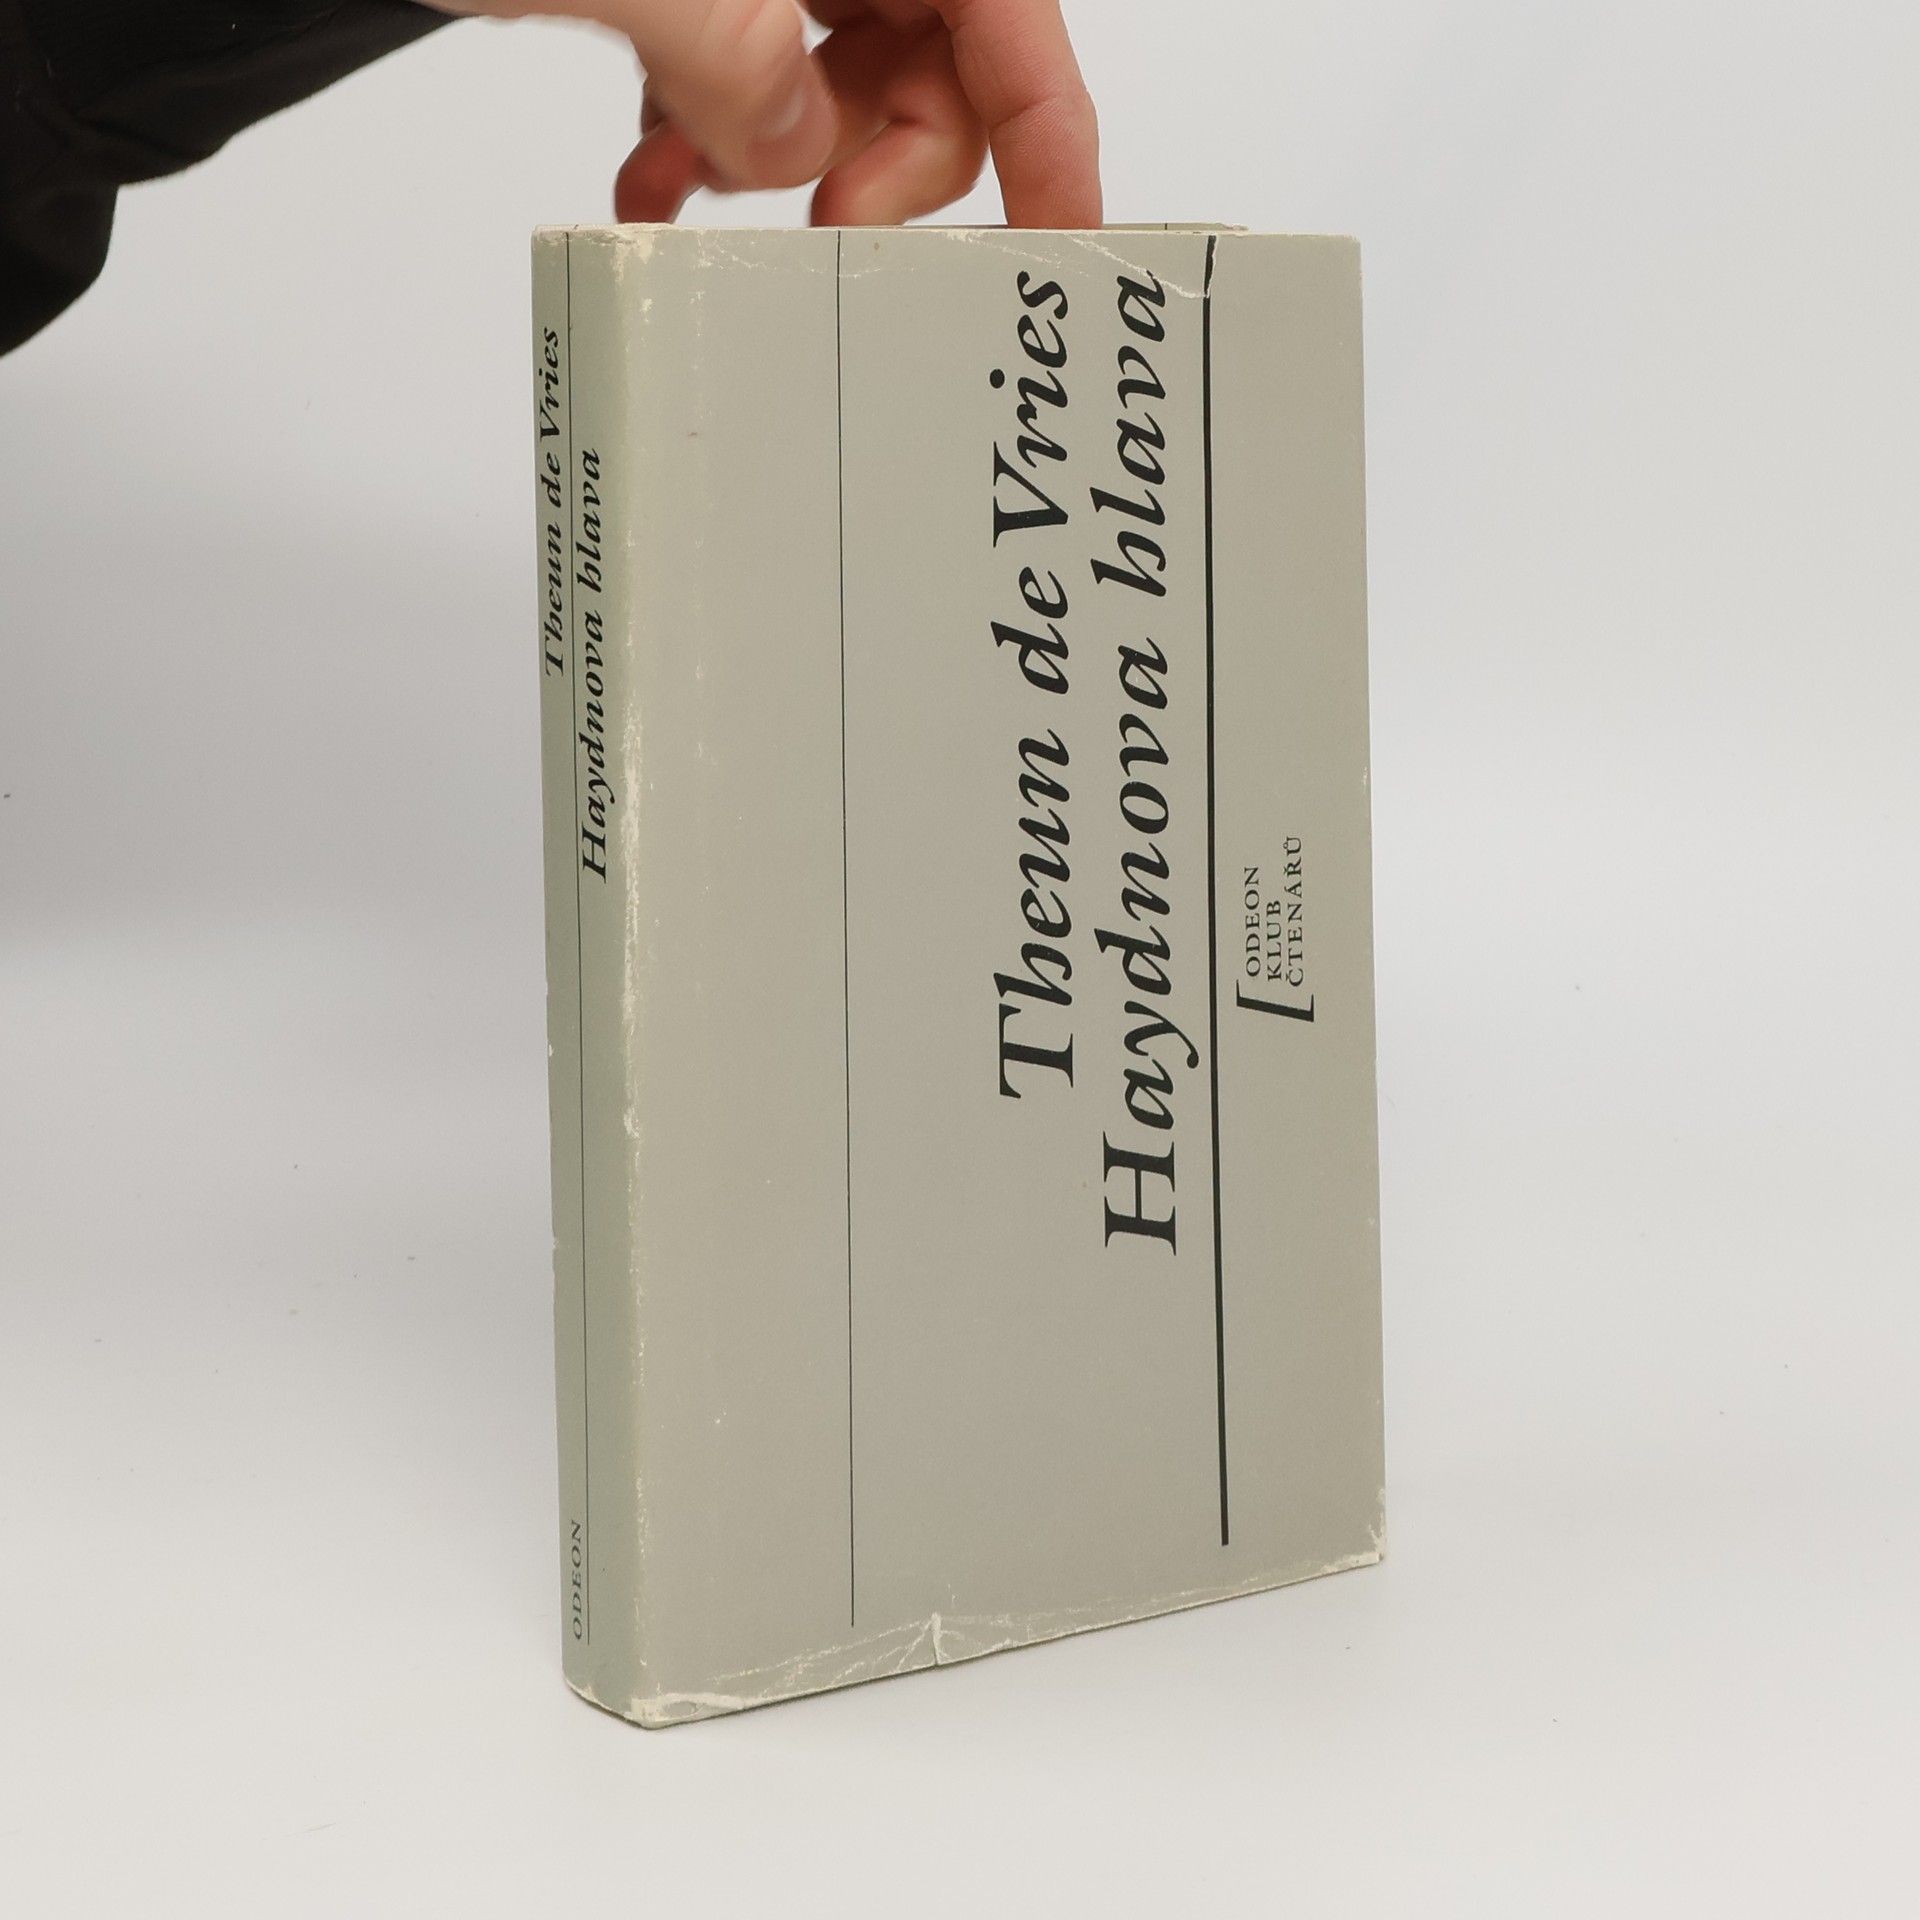 Theun de Vries
Haydnova hlava
ODEON
Theun de Vries
Haydnova hlava
ODEON
KLUB
ČTENÁŘŮ